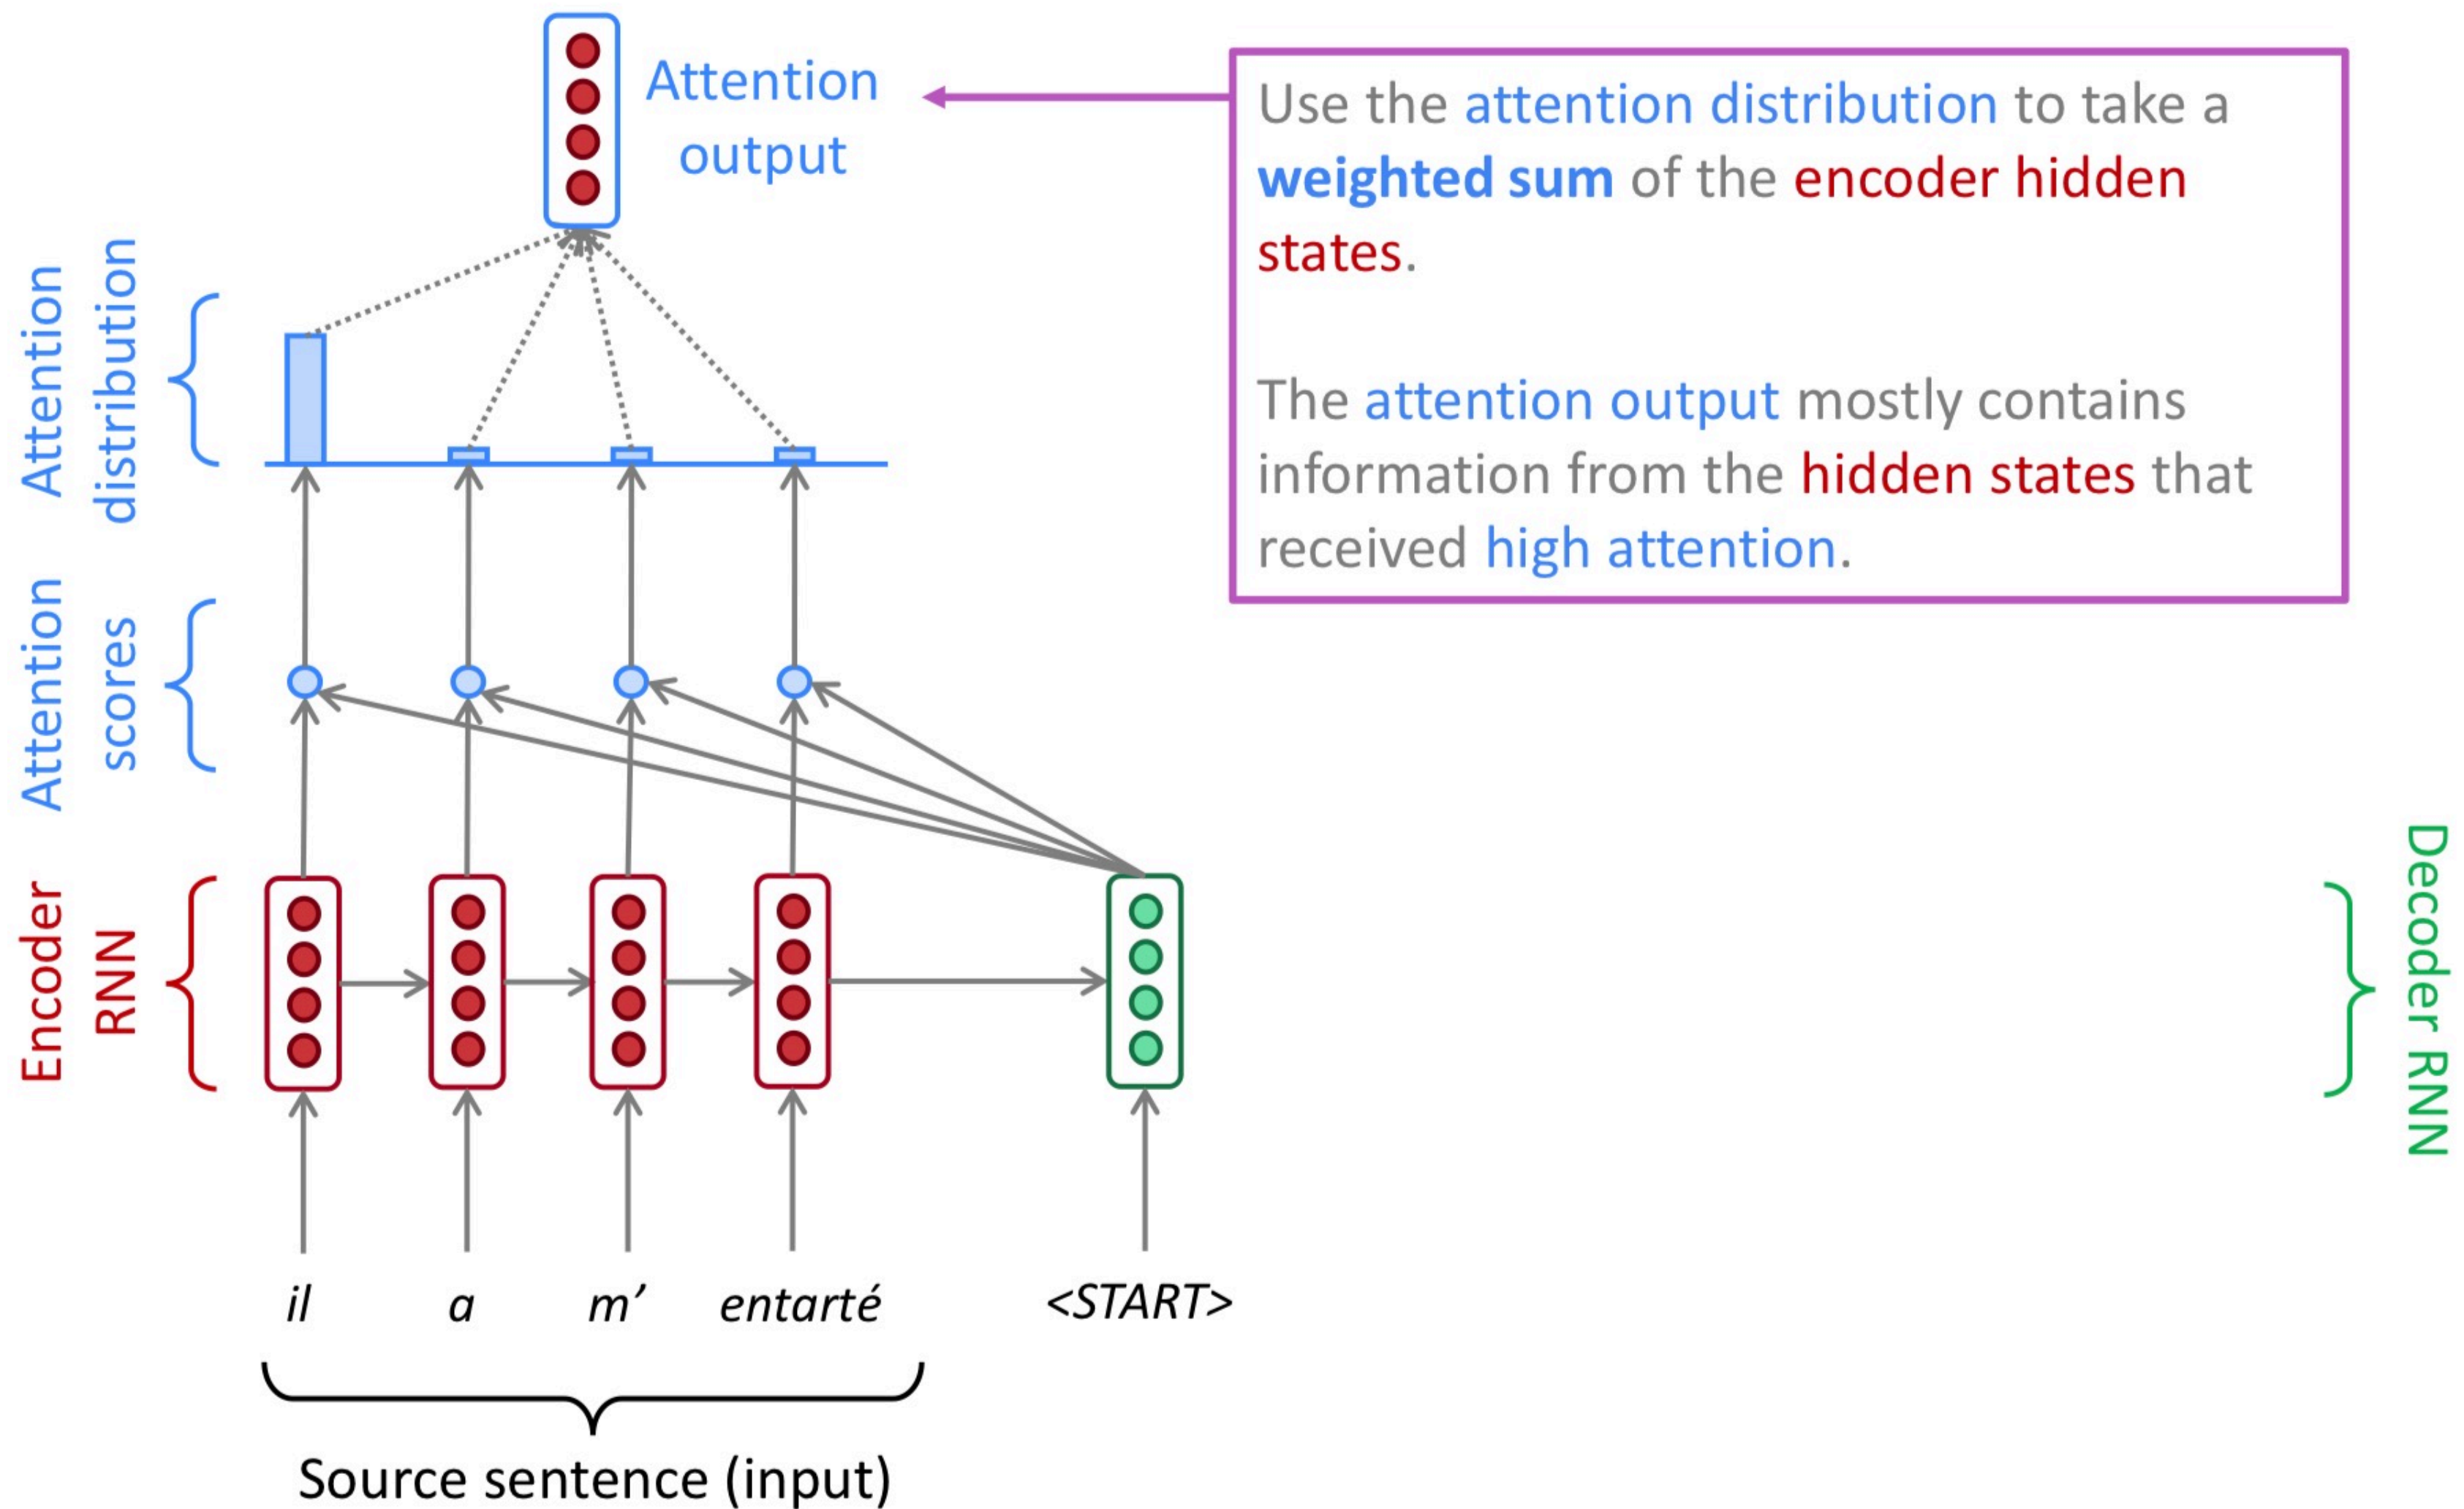 Attention
output
Use the attention distribution to take a
weighted sum of the encoder hidden
states.
The attention output mostly contains
information from the hidden states that
received high attention.
Attention
distribution
Attention
scores
Encoder
RNN
Decoder RNN
il a m’ entarté <START>
Source sentence (input)